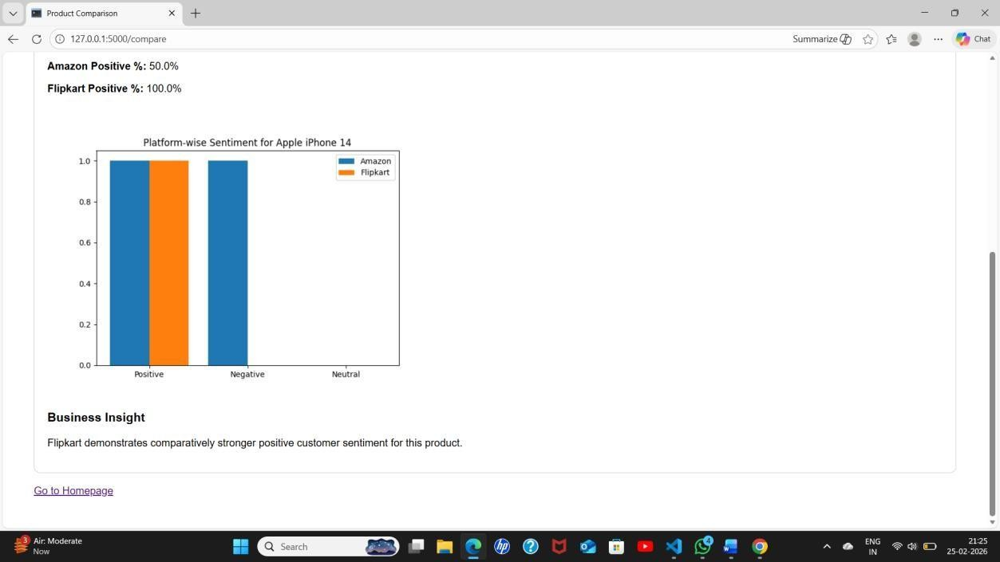 Product Comparison
127.0.0.1:5000/compare
Summarize
Chat
Amazon Positive %: 50.0%
Flipkart Positive %: 100.0%
Platform-wise Sentiment for Apple iPhone 14
Amazon
Flipkart
1.0
0.8
0.6
0.4
0.2
0.0
Positive Negative Neutral
Business Insight
Flipkart demonstrates comparatively stronger positive customer sentiment for this product.
Go to Homepage
3
Air: Moderate
Now
Search
hp
4
ENG
IN
21:25
25-02-2026